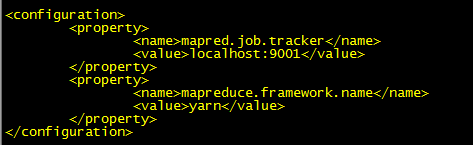 <configuration>
        <property>
                <name>mapred.job.tracker</name>
                <value>localhost:9001</value>
        </property>
        <property>
                <name>mapreduce.framework.name</name>
                <value>yarn</value>
        </property>
</configuration>